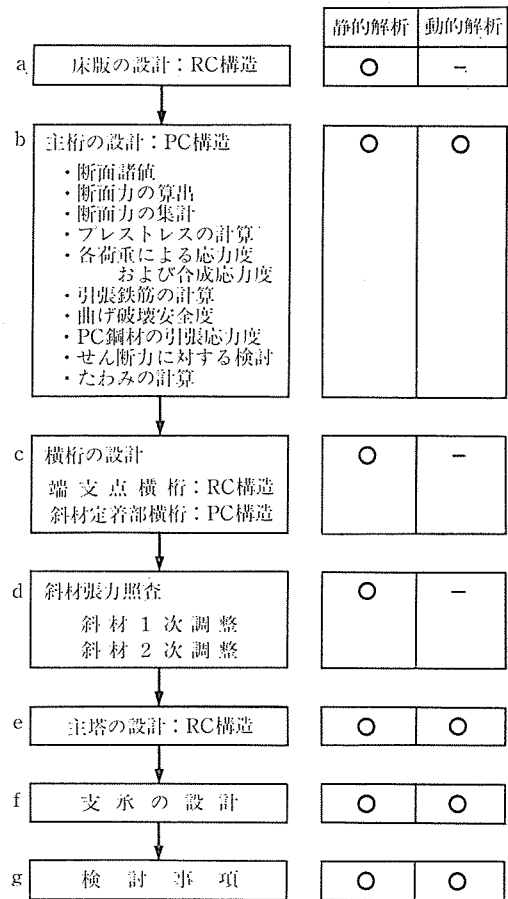 静的解析 動的解析
a 床版の設計：RC構造 ○ −
b 主桁の設計：PC構造 ○ ○
・断面諸値
・断面力の算出
・断面力の集計
・プレストレスの計算
・各荷重による応力度
および合成応力度
・引張鉄筋の計算
・曲げ破壊安全度
・PC鋼材の引張応力度
・せん断力に対する検討
・たわみの計算
c 横桁の設計 ○ −
端支点横桁：RC構造
斜材定着部横桁：PC構造
d 斜材張力照査 ○ −
斜材1次調整
斜材2次調整
e 主塔の設計：RC構造 ○ ○
f 支承の設計 ○ ○
g 検討事項 ○ ○